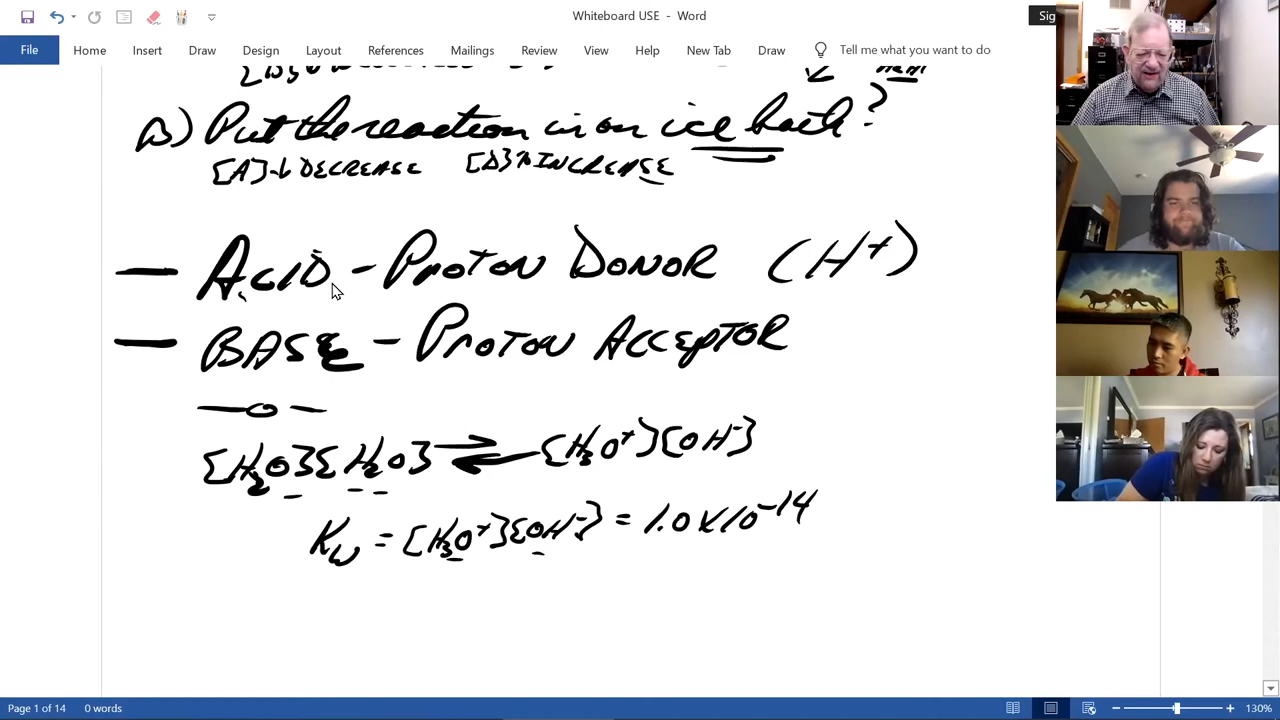 Whiteboard USE - Word
Sig
File Home Insert Draw Design Layout References Mailings Review View Help New Tab Draw Tell me what you want to do
B) Put the reaction in an ice bath?
[A]↓ DECREASE [B]↑ INCREASE
— ACID - PROTON DONOR (H⁺)
— BASE - PROTON ACCEPTOR
—o—
[H₂O][H₂O] ⇌ [H₃O⁺][OH⁻]
Kw = [H₃O⁺][OH⁻] = 1.0 x 10⁻¹⁴
Page 1 of 14 0 words 130%